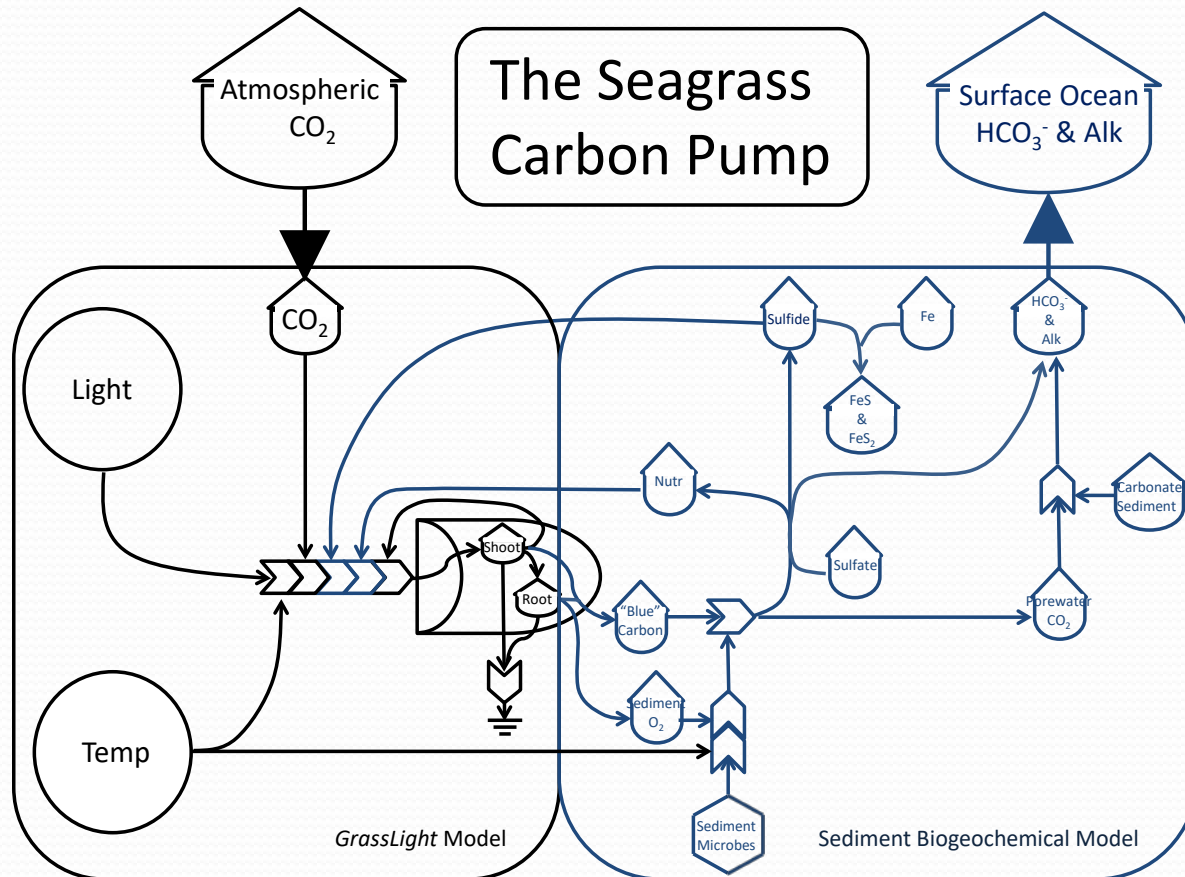 Atmospheric
CO₂
The Seagrass
Carbon Pump
Surface Ocean
HCO₃⁻ & Alk
CO₂
Sulfide
Fe
HCO₃⁻
&
Alk
Light
FeS
&
FeS₂
Nutr
Carbonate
Sediment
Shoot
Sulfate
Root
"Blue"
Carbon
Porewater
CO₂
Sediment
O₂
Temp
Sediment
Microbes
GrassLight Model
Sediment Biogeochemical Model